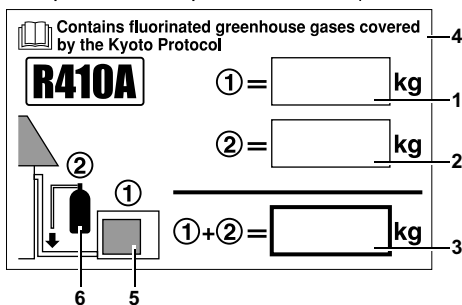 Contains fluorinated greenhouse gases covered
by the Kyoto Protocol
4
R410A
①= kg
1
②= kg
2
②
①
①+②= kg
3
6 5